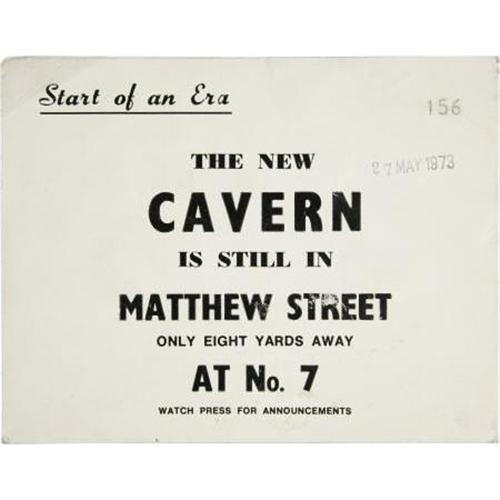 Start of an Era
156
27 MAY 1973
THE NEW
CAVERN
IS STILL IN
MATTHEW STREET
ONLY EIGHT YARDS AWAY
AT No. 7
WATCH PRESS FOR ANNOUNCEMENTS